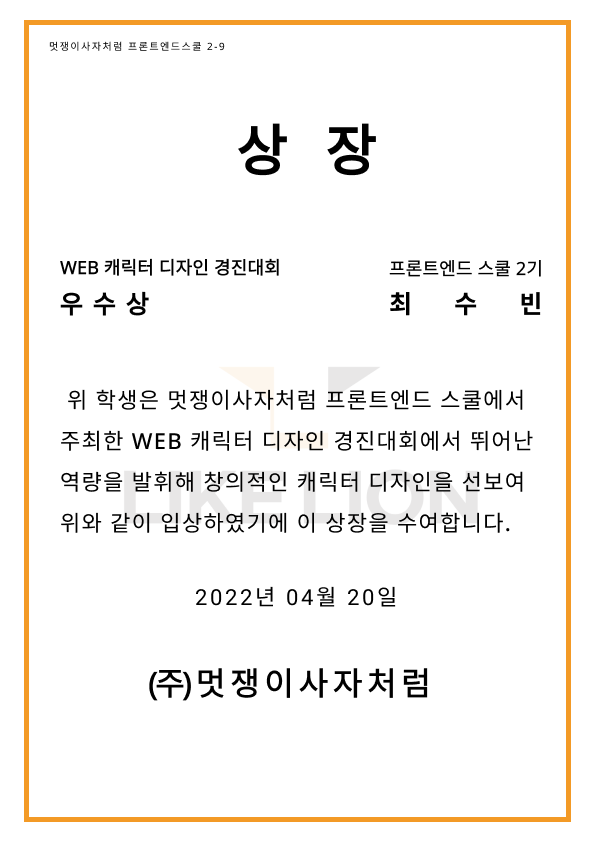 멋쟁이사자처럼 프론트엔드스쿨 2-9
상 장
WEB 캐릭터 디자인 경진대회
프론트엔드 스쿨 2기
우 수 상
최 수 빈
위 학생은 멋쟁이사자처럼 프론트엔드 스쿨에서
주최한 WEB 캐릭터 디자인 경진대회에서 뛰어난
역량을 발휘해 창의적인 캐릭터 디자인을 선보여
LIKE LION
위와 같이 입상하였기에 이 상장을 수여합니다.
2022년 04월 20일
(주)멋쟁이사자처럼